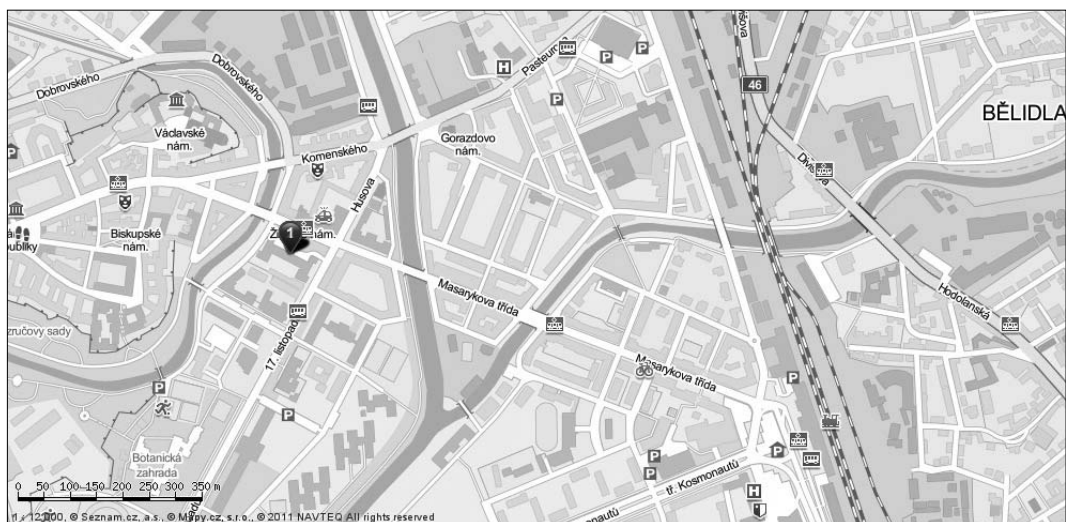 Dobrovského
Dobrovského
Pasteurova
46
BĚLIDLA
Václavské
nám.
Gorazdovo
nám.
Komenského
Husova
Biskupské
nám.
1
nám.
Masarykova třída
Hodolanská
17. listopadu
Masarykova třída
Botanická
zahrada
tř. Kosmonautů
0 50 100 150 200 250 300 350 m
© Seznam.cz, a.s., © Mapy.cz, s.r.o., © 2011 NAVTEQ All rights reserved